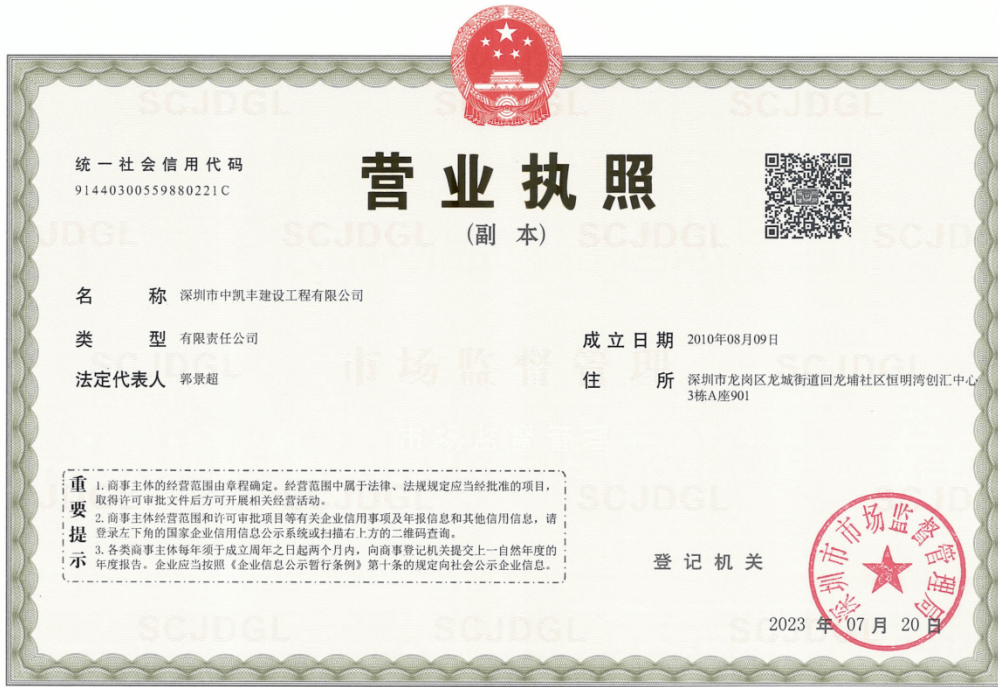 统一社会信用代码
91440300559880221C
营业执照
(副 本)
名 称 深圳市中凯丰建设工程有限公司
类 型 有限责任公司
法定代表人 郭景超
成立日期 2010年08月09日
住 所 深圳市龙岗区龙城街道回龙埔社区恒明湾创汇中心
3栋A座901
重要提示
1. 商事主体的经营范围由章程确定。经营范围中属于法律、法规规定应当经批准的项目，
取得许可审批文件后方可开展相关经营活动。
2. 商事主体经营范围和许可审批项目等有关企业信用事项及年报信息和其他信用信息，请
登录左下角的国家企业信用信息公示系统或扫描右上方的二维码查询。
3. 各类商事主体每年须于成立周年之日起两个月内，向商事登记机关提交上一自然年度的
年度报告。企业应当按照《企业信息公示暂行条例》第十条的规定向社会公示企业信息。
登记机关
深圳市市场监督管理局
2023 年 07 月 20 日
SCJDGL
市场监督管理